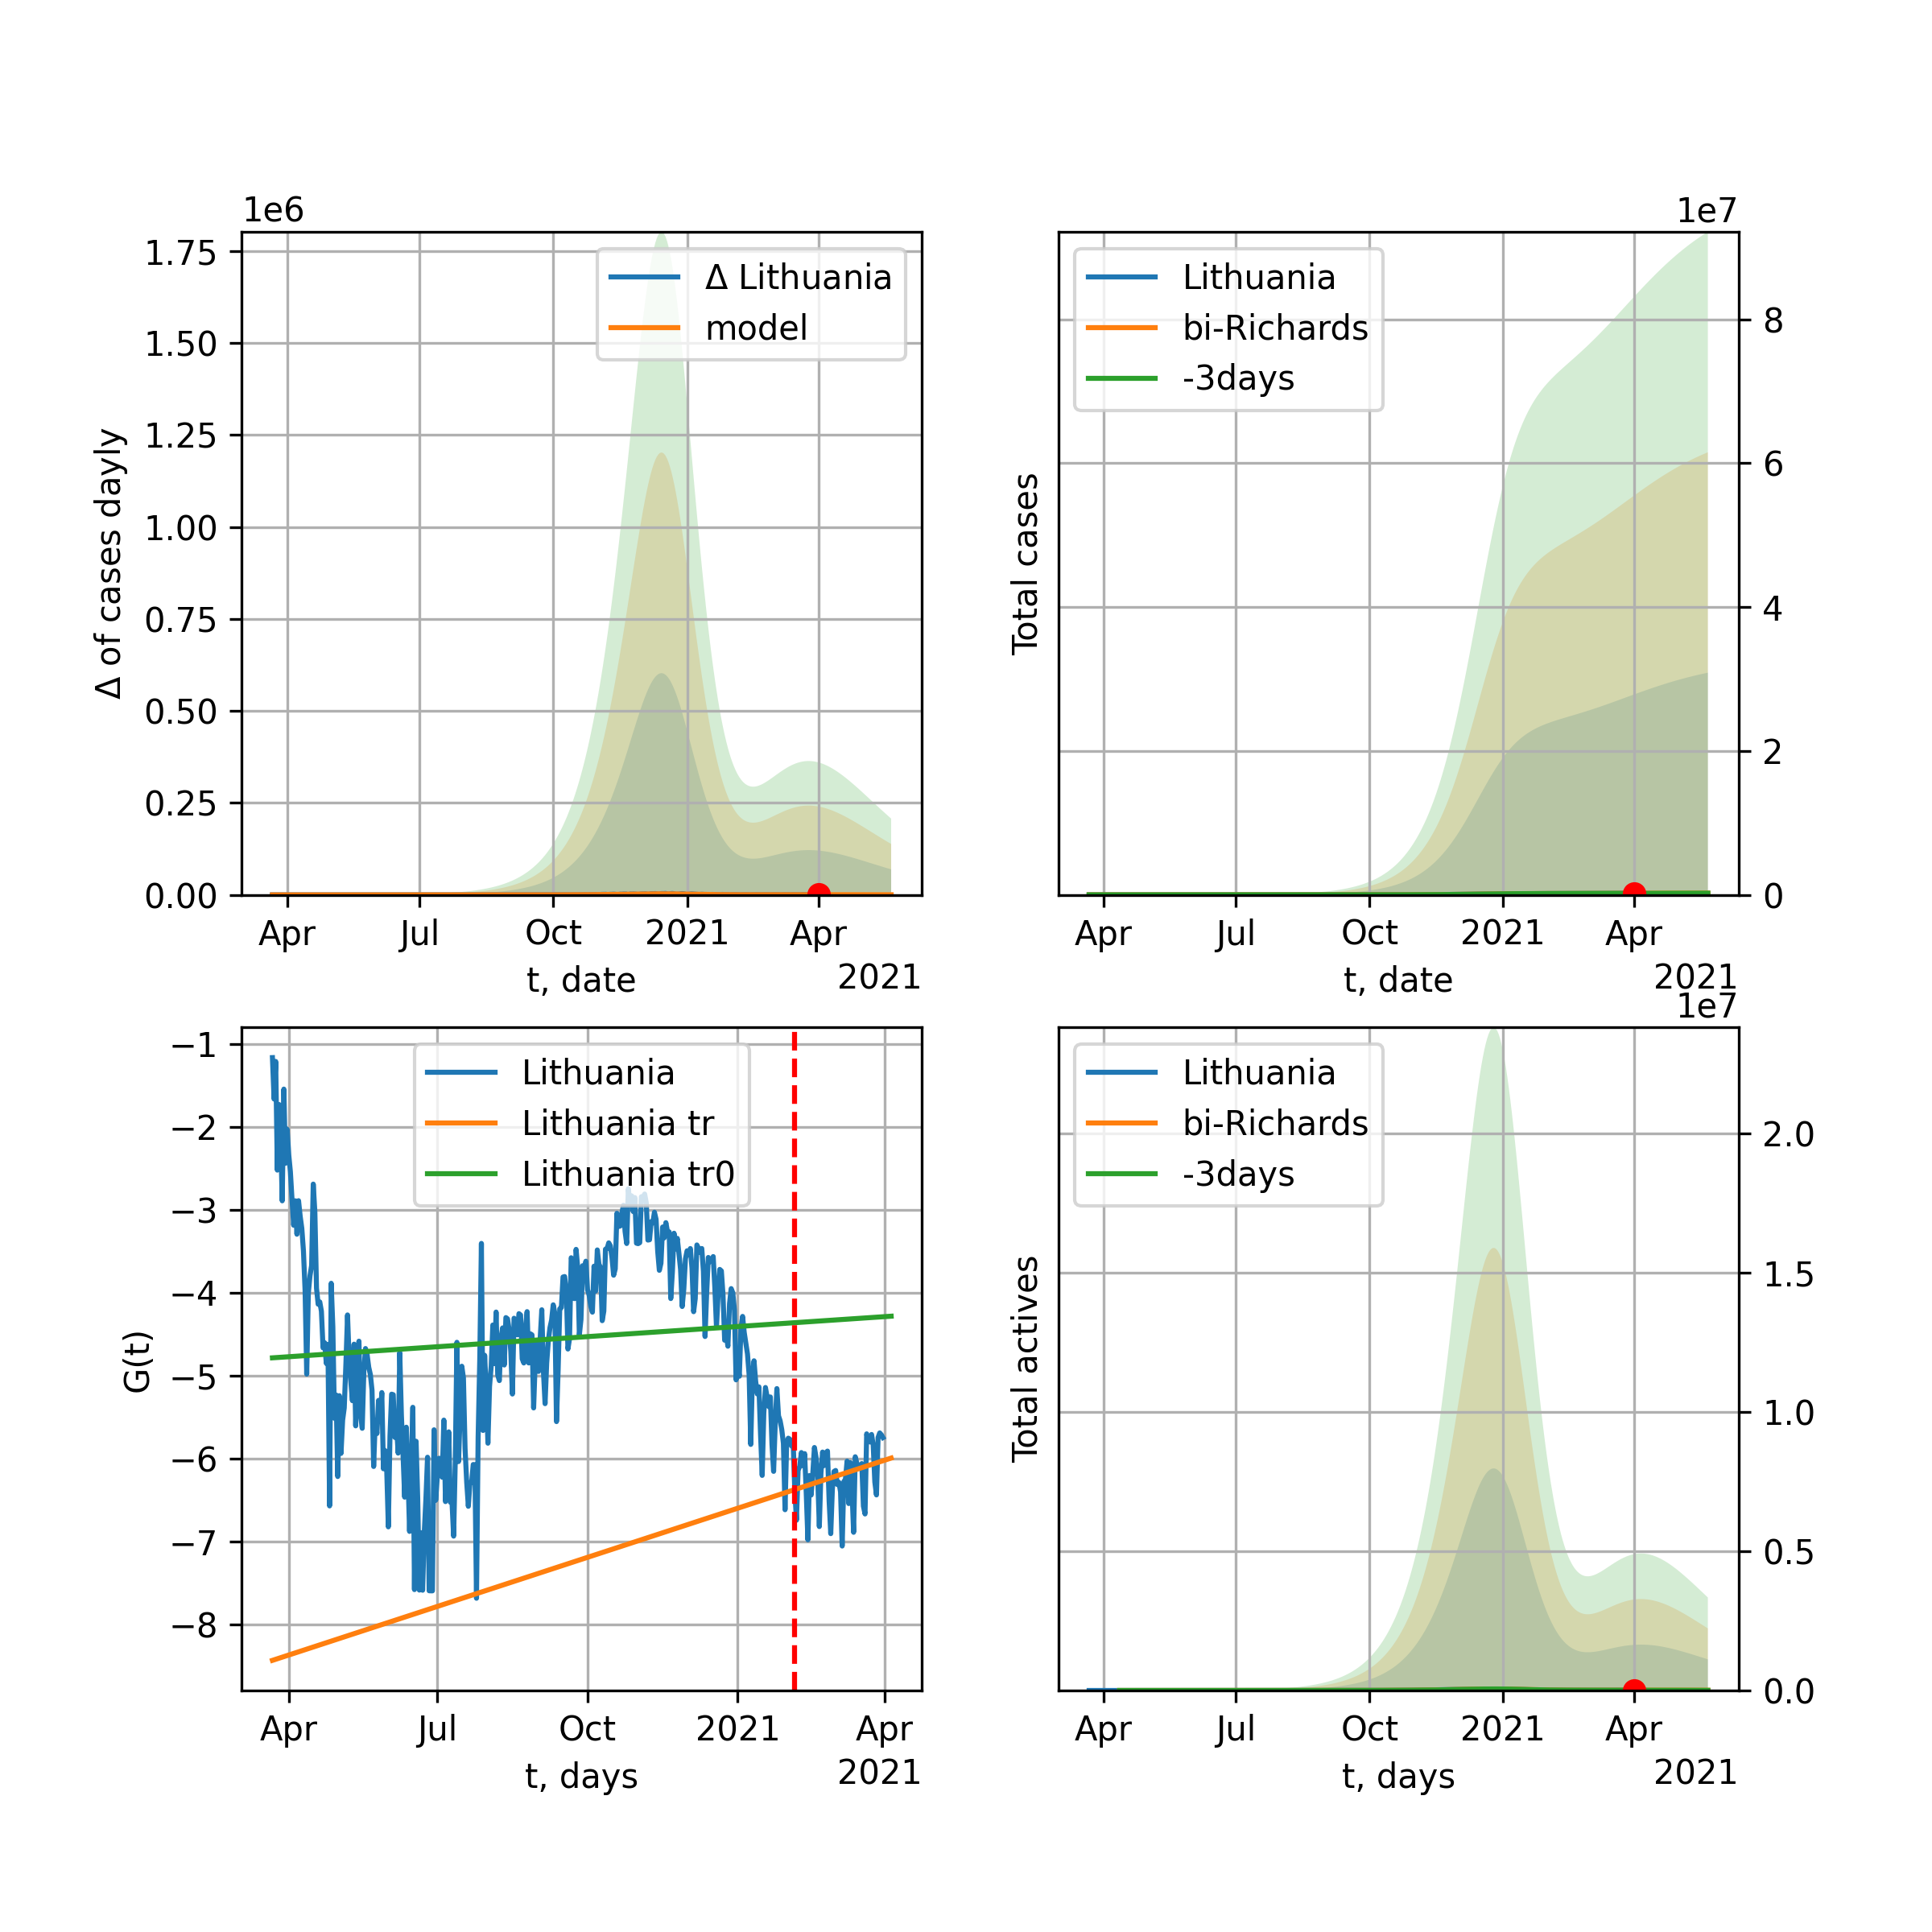 1e6
1.75
1.50
1.25
1.00
0.75
0.50
0.25
0.00
Δ of cases dayly
Δ Lithuania
model
Apr Jul Oct 2021 Apr
t, date
2021
1e7
Total cases
Lithuania
bi-Richards
-3days
8
6
4
2
0
Apr Jul Oct 2021 Apr
t, date
2021
−1
−2
−3
−4
−5
−6
−7
−8
G(t)
Lithuania
Lithuania tr
Lithuania tr0
Apr Jul Oct 2021 Apr
t, days
2021
1e7
Total actives
Lithuania
bi-Richards
-3days
2.0
1.5
1.0
0.5
0.0
Apr Jul Oct 2021 Apr
t, days
2021